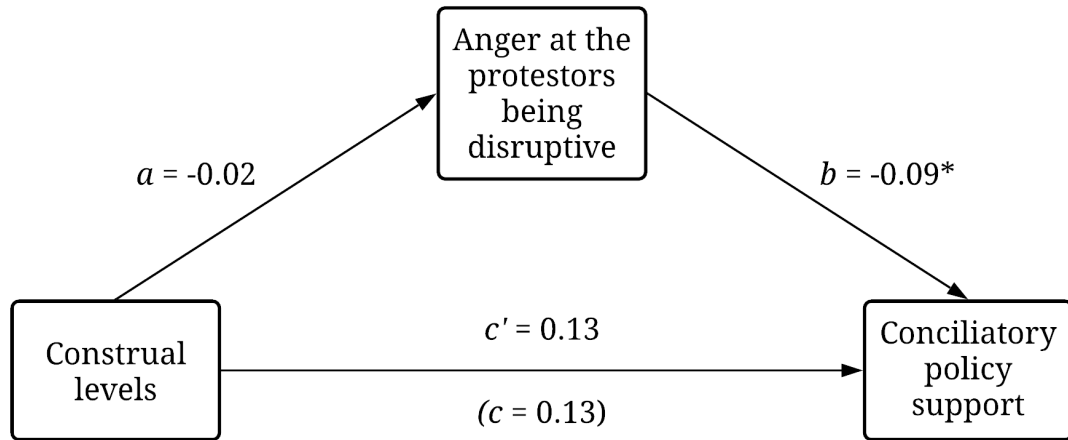 Anger at the
protestors
being
disruptive
a = -0.02
b = -0.09*
Construal
levels
c' = 0.13
(c = 0.13)
Conciliatory
policy
support